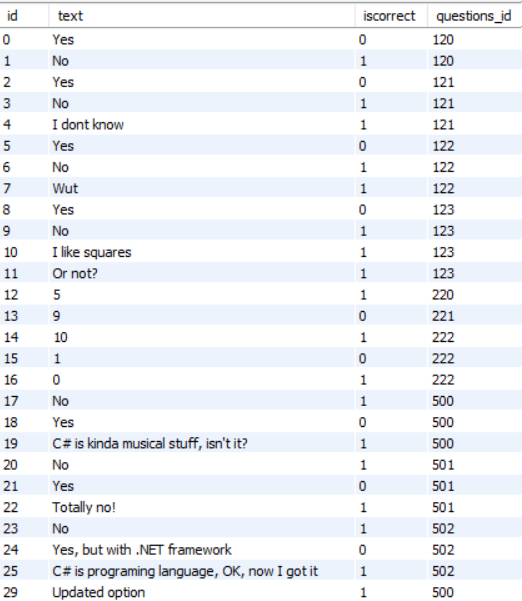 id text iscorrect questions_id
0 Yes 0 120
1 No 1 120
2 Yes 0 121
3 No 1 121
4 I dont know 1 121
5 Yes 0 122
6 No 1 122
7 Wut 1 122
8 Yes 0 123
9 No 1 123
10 I like squares 1 123
11 Or not? 1 123
12 5 1 220
13 9 0 221
14 10 1 222
15 1 0 222
16 0 1 222
17 No 1 500
18 Yes 0 500
19 C# is kinda musical stuff, isn't it? 1 500
20 No 1 501
21 Yes 0 501
22 Totally no! 1 501
23 No 1 502
24 Yes, but with .NET framework 0 502
25 C# is programing language, OK, now I got it 1 502
29 Updated option 1 500